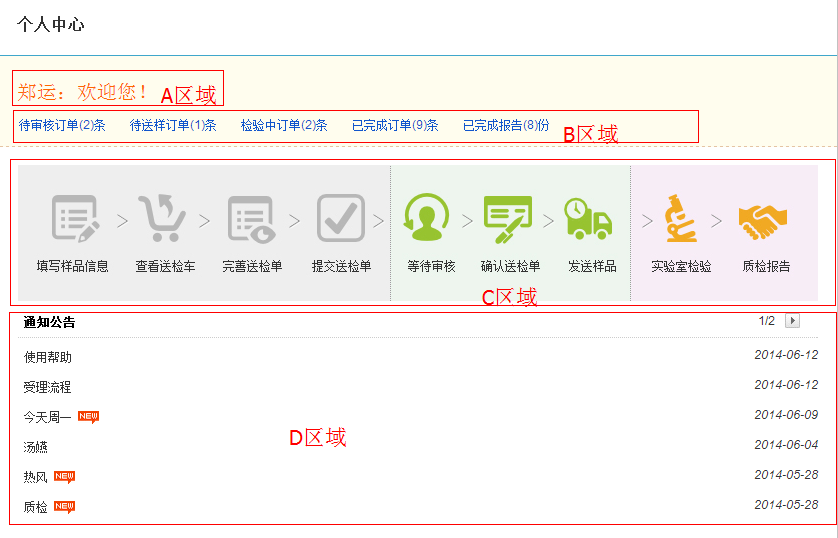 个人中心
郑运：欢迎您！ A区域
待审核订单(2)条 待送样订单(1)条 检验中订单(2)条 已完成订单(9)条 已完成报告(8)份 B区域
填写样品信息 查看送检车 完善送检单 提交送检单 等待审核 确认送检单 发送样品 实验室检验 质检报告
C区域
通知公告 1/2
使用帮助 2014-06-12
受理流程 2014-06-12
今天周一 NEW 2014-06-09
D区域
汤嬿 2014-06-04
热风 NEW 2014-05-28
质检 NEW 2014-05-28